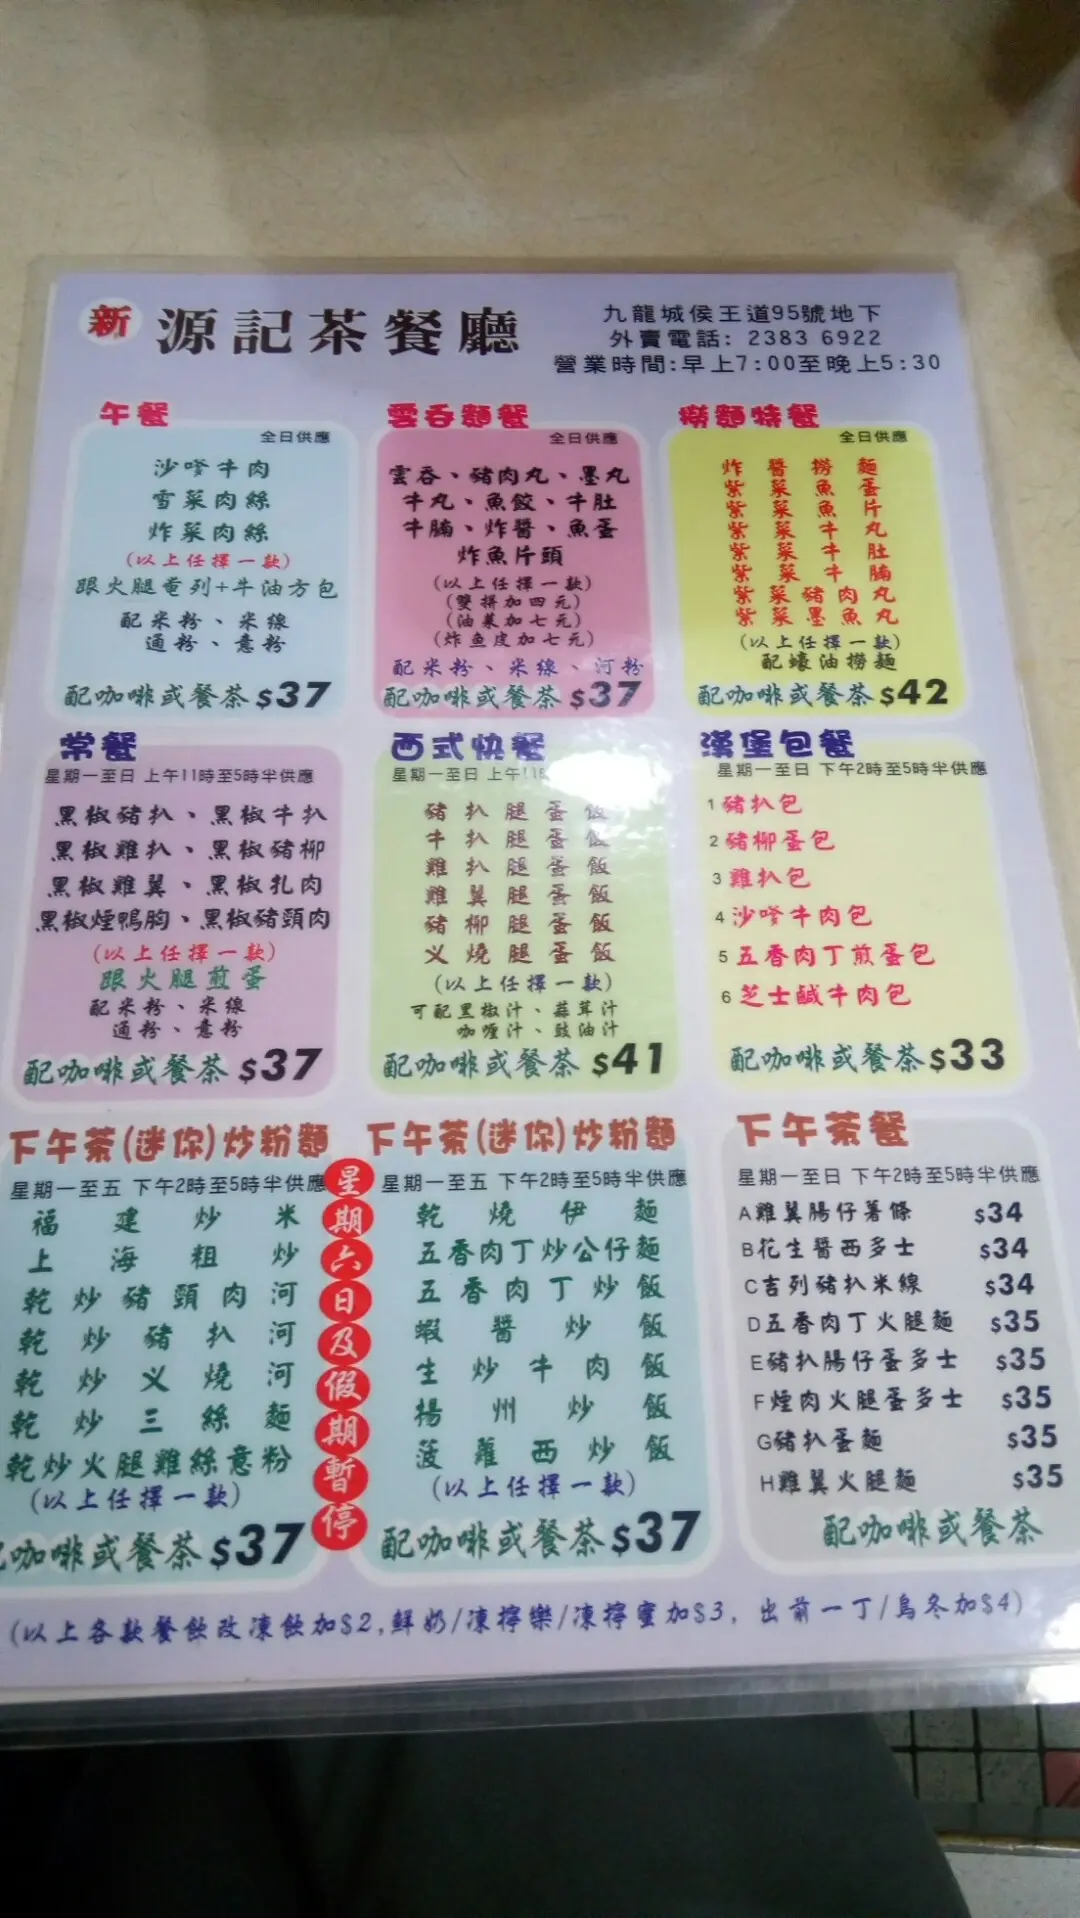 新 源記茶餐廳
九龍城侯王道95號地下
外賣電話: 2383 6922
營業時間:早上7:00至晚上5:30
午餐
全日供應
沙嗲牛肉
雪菜肉絲
炸菜肉絲
(以上任擇一款)
跟火腿奄列+牛油方包
配米粉、米線
通粉、意粉
配咖啡或餐茶 $37
雲吞麵餐
全日供應
雲吞、豬肉丸、墨丸
牛丸、魚餃、牛肚
牛腩、炸醬、魚蛋
炸魚片頭
(以上任擇一款)
(雙拼加四元)
(油菜加七元)
(炸魚皮加七元)
配米粉、米線、河粉
配咖啡或餐茶 $37
撈麵特餐
全日供應
炸醬撈麵
紫菜魚蛋
紫菜魚片
紫菜牛丸
紫菜牛肚
紫菜牛腩
紫菜豬肉丸
紫菜墨魚丸
(以上任擇一款)
配蠔油撈麵
配咖啡或餐茶 $42
常餐
星期一至日 上午11時至5時半供應
黑椒豬扒、黑椒牛扒
黑椒雞扒、黑椒豬柳
黑椒雞翼、黑椒扎肉
黑椒煙鴨胸、黑椒豬頸肉
(以上任擇一款)
跟火腿煎蛋
配米粉、米線
通粉、意粉
配咖啡或餐茶 $37
西式快餐
星期一至日 上午11時
豬扒腿蛋飯
牛扒腿蛋飯
雞扒腿蛋飯
雞翼腿蛋飯
豬柳腿蛋飯
义燒腿蛋飯
(以上任擇一款)
可配黑椒汁、蒜茸汁
咖喱汁、豉油汁
配咖啡或餐茶 $41
漢堡包餐
星期一至日 下午2時至5時半供應
1 豬扒包
2 豬柳蛋包
3 雞扒包
4 沙嗲牛肉包
5 五香肉丁煎蛋包
6 芝士鹹牛肉包
配咖啡或餐茶 $33
下午茶(迷你)炒粉麵
星期一至五 下午2時至5時半供應
福建炒米
上海粗炒
乾炒豬頸肉河
乾炒豬扒河
乾炒义燒河
乾炒三絲麵
乾炒火腿雞絲意粉
(以上任擇一款)
配咖啡或餐茶 $37
星期六日及假期暫停
下午茶(迷你)炒粉麵
星期一至五 下午2時至5時半供應
乾燒伊麵
五香肉丁炒公仔麵
五香肉丁炒飯
蝦醬炒飯
生炒牛肉飯
揚州炒飯
菠蘿西炒飯
(以上任擇一款)
配咖啡或餐茶 $37
下午茶餐
星期一至日 下午2時至5時半供應
A雞翼腸仔薯條 $34
B花生醬西多士 $34
C吉列豬扒米線 $34
D五香肉丁火腿麵 $35
E豬扒腸仔蛋多士 $35
F煙肉火腿蛋多士 $35
G豬扒蛋麵 $35
H雞翼火腿麵 $35
配咖啡或餐茶
(以上各款餐飲改凍飲加$2,鮮奶/凍檸樂/凍檸蜜加$3, 出前一丁/烏冬加$4)